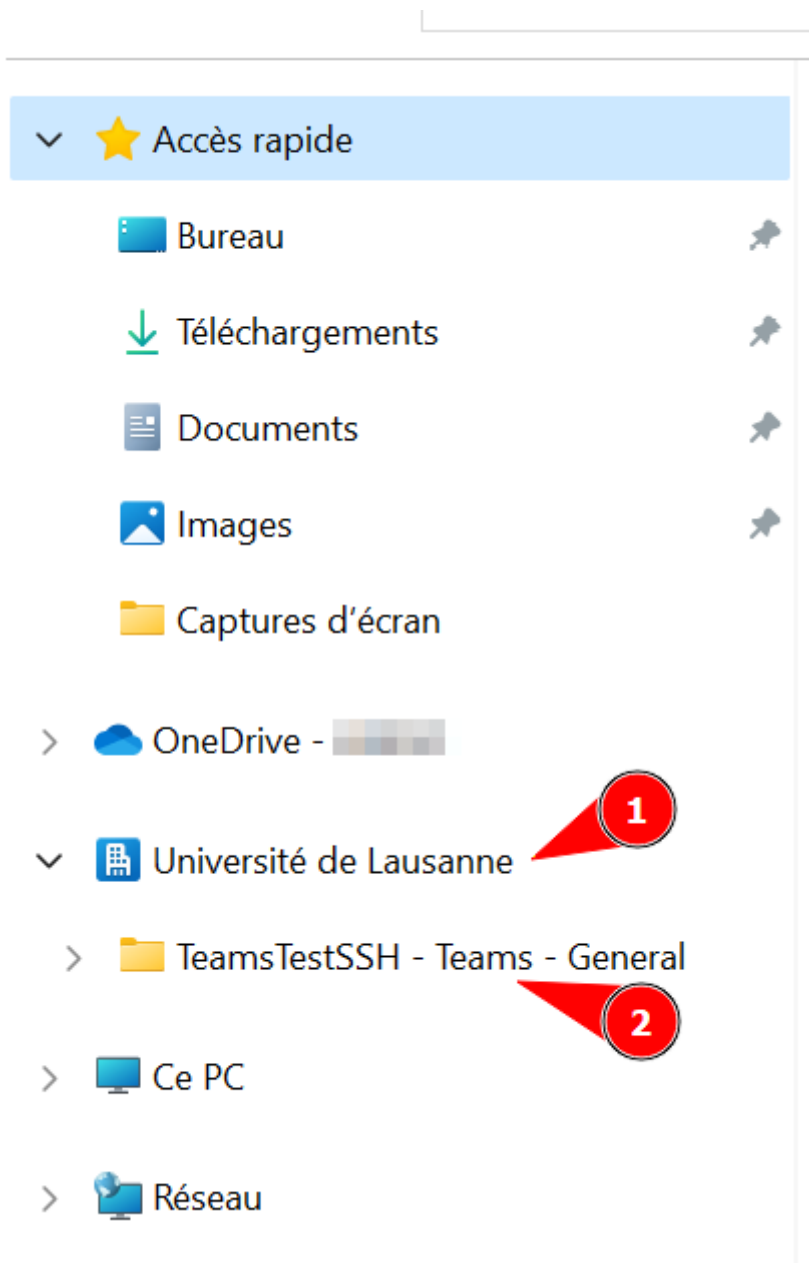 Accès rapide
Bureau
Téléchargements
Documents
Images
Captures d’écran
OneDrive -
1
Université de Lausanne
TeamsTestSSH - Teams - General
2
Ce PC
Réseau